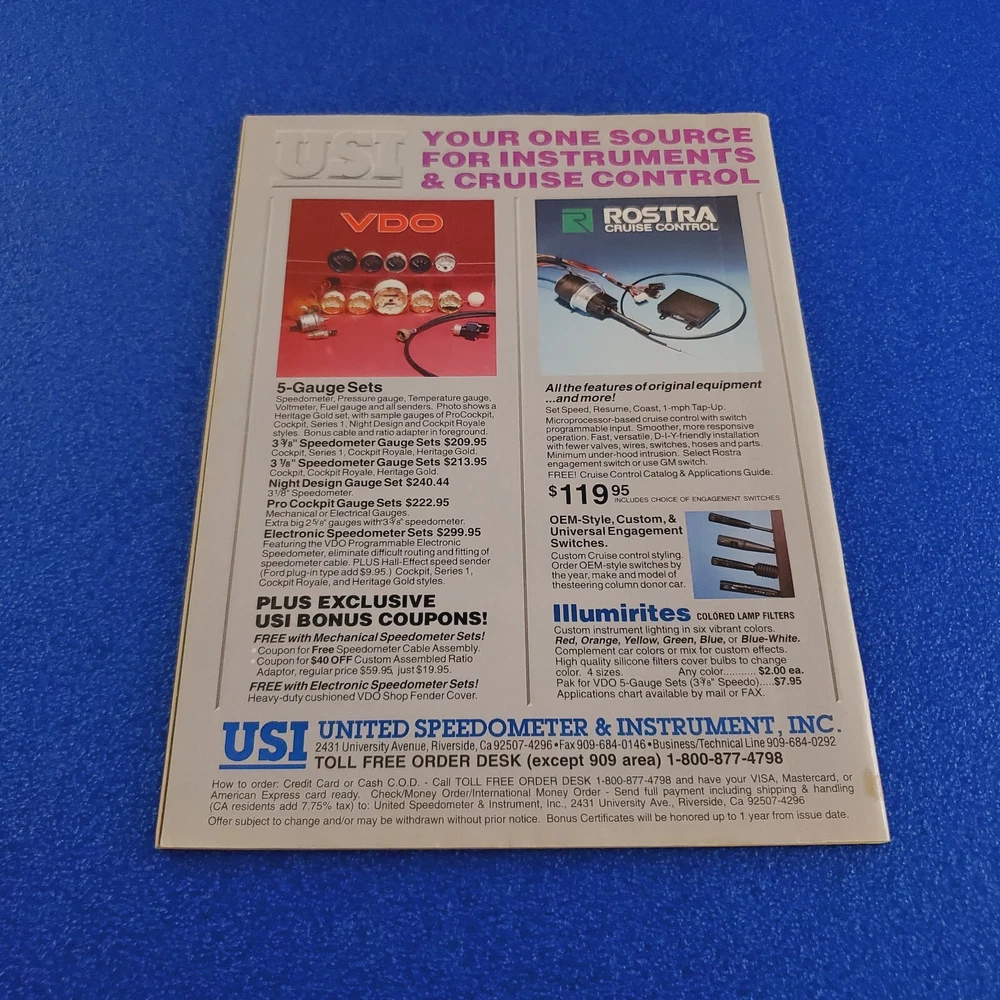 USI
YOUR ONE SOURCE
FOR INSTRUMENTS
& CRUISE CONTROL
VDO
5-Gauge Sets
Speedometer, Pressure gauge, Temperature gauge,
Voltmeter, Fuel gauge and all senders. Photo shows a
Heritage Gold set, with sample gauges of ProCockpit,
Cockpit, Series 1, Night Design and Cockpit Royale
styles. Bonus cable and ratio adapter in foreground.
3 3/8" Speedometer Gauge Sets $209.95
Cockpit, Series 1, Cockpit Royale, Heritage Gold.
3 1/8" Speedometer Gauge Sets $213.95
Cockpit, Cockpit Royale, Heritage Gold.
Night Design Gauge Set $240.44
3 1/8" Speedometer.
Pro Cockpit Gauge Sets $222.95
Mechanical or Electrical Gauges.
Extra big 2 5/8" gauges with 3 3/8" speedometer.
Electronic Speedometer Sets $299.95
Featuring the VDO Programmable Electronic
Speedometer, eliminate difficult routing and fitting of
speedometer cable. PLUS Hall-Effect speed sender
(Ford plug-in type add $9.95.) Cockpit, Series 1,
Cockpit Royale, and Heritage Gold styles.
PLUS EXCLUSIVE
USI BONUS COUPONS!
FREE with Mechanical Speedometer Sets!
Coupon for Free Speedometer Cable Assembly.
Coupon for $40 OFF Custom Assembled Ratio
Adaptor, regular price $59.95, just $19.95.
FREE with Electronic Speedometer Sets!
Heavy-duty cushioned VDO Shop Fender Cover.
R ROSTRA
CRUISE CONTROL
All the features of original equipment
...and more!
Set Speed, Resume, Coast, 1-mph Tap-Up.
Microprocessor-based cruise control with switch
programmable input. Smoother, more responsive
operation. Fast, versatile, D-I-Y-friendly installation
with fewer valves, wires, switches, hoses and parts.
Minimum under-hood intrusion. Select Rostra
engagement switch or use GM switch.
FREE! Cruise Control Catalog & Applications Guide.
$119 95 INCLUDES CHOICE OF ENGAGEMENT SWITCHES
OEM-Style, Custom, &
Universal Engagement
Switches.
Custom Cruise control styling.
Order OEM-style switches by
the year, make and model of
thesteering column donor car.
Illumirites COLORED LAMP FILTERS
Custom instrument lighting in six vibrant colors.
Red, Orange, Yellow, Green, Blue, or Blue-White.
Complement car colors or mix for custom effects.
High quality silicone filters cover bulbs to change
color. 4 sizes. Any color........... $2.00 ea.
Pak for VDO 5-Gauge Sets (3 3/8" Speedo).....$7.95
Applications chart available by mail or FAX.
USI UNITED SPEEDOMETER & INSTRUMENT, INC.
2431 University Avenue, Riverside, Ca 92507-4296•Fax 909-684-0146•Business/Technical Line 909-684-0292
TOLL FREE ORDER DESK (except 909 area) 1-800-877-4798
How to order: Credit Card or Cash C.O.D. - Call TOLL FREE ORDER DESK 1-800-877-4798 and have your VISA, Mastercard, or
American Express card ready. Check/Money Order/International Money Order - Send full payment including shipping & handling
(CA residents add 7.75% tax) to: United Speedometer & Instrument, Inc., 2431 University Ave., Riverside, Ca 92507-4296
Offer subject to change and/or may be withdrawn without prior notice. Bonus Certificates will be honored up to 1 year from issue date.